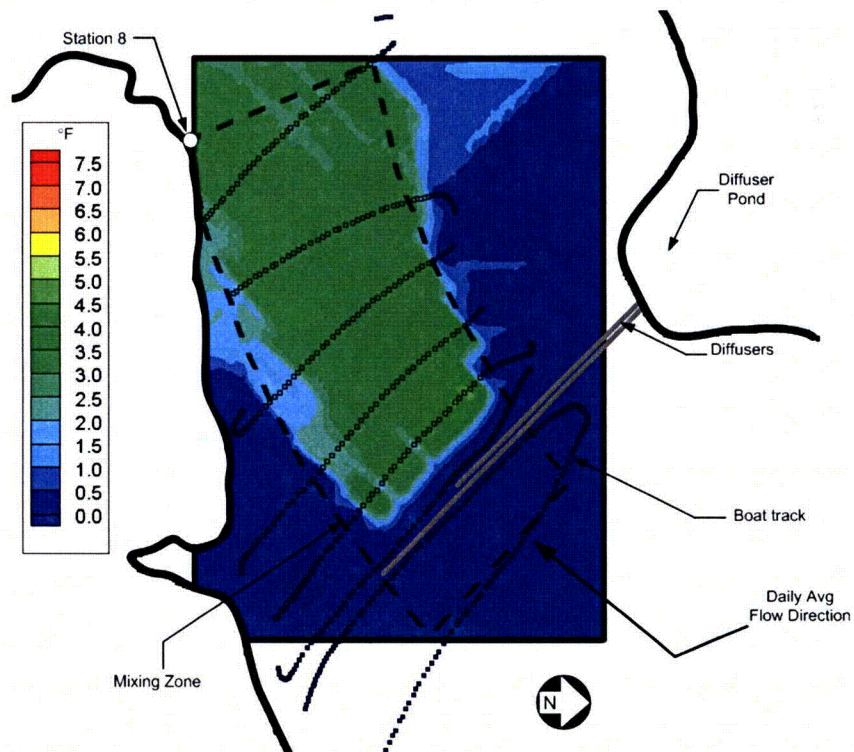 Station 8
°F
7.5
7.0
6.5
6.0
5.5
5.0
4.5
4.0
3.5
3.0
2.5
2.0
1.5
1.0
0.5
0.0
Diffuser
Pond
Diffusers
Boat track
Daily Avg
Flow Direction
Mixing Zone
N